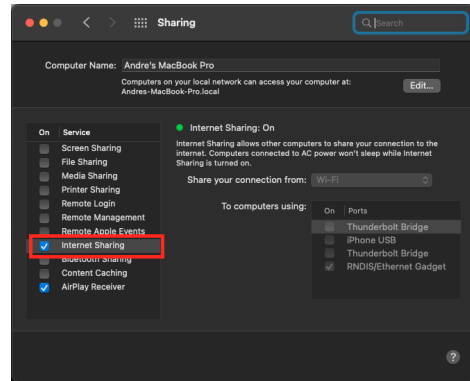 Sharing
Search
Computer Name: Andre's MacBook Pro
Computers on your local network can access your computer at:
Andres-MacBook-Pro.local
Edit...
On Service
Screen Sharing
File Sharing
Media Sharing
Printer Sharing
Remote Login
Remote Management
Remote Apple Events
Internet Sharing
Bluetooth Sharing
Content Caching
AirPlay Receiver
Internet Sharing: On
Internet Sharing allows other computers to share your connection to the
internet. Computers connected to AC power won't sleep while Internet
Sharing is turned on.
Share your connection from: Wi-Fi
To computers using:
On Ports
Thunderbolt Bridge
iPhone USB
Thunderbolt Bridge
RNDIS/Ethernet Gadget
?